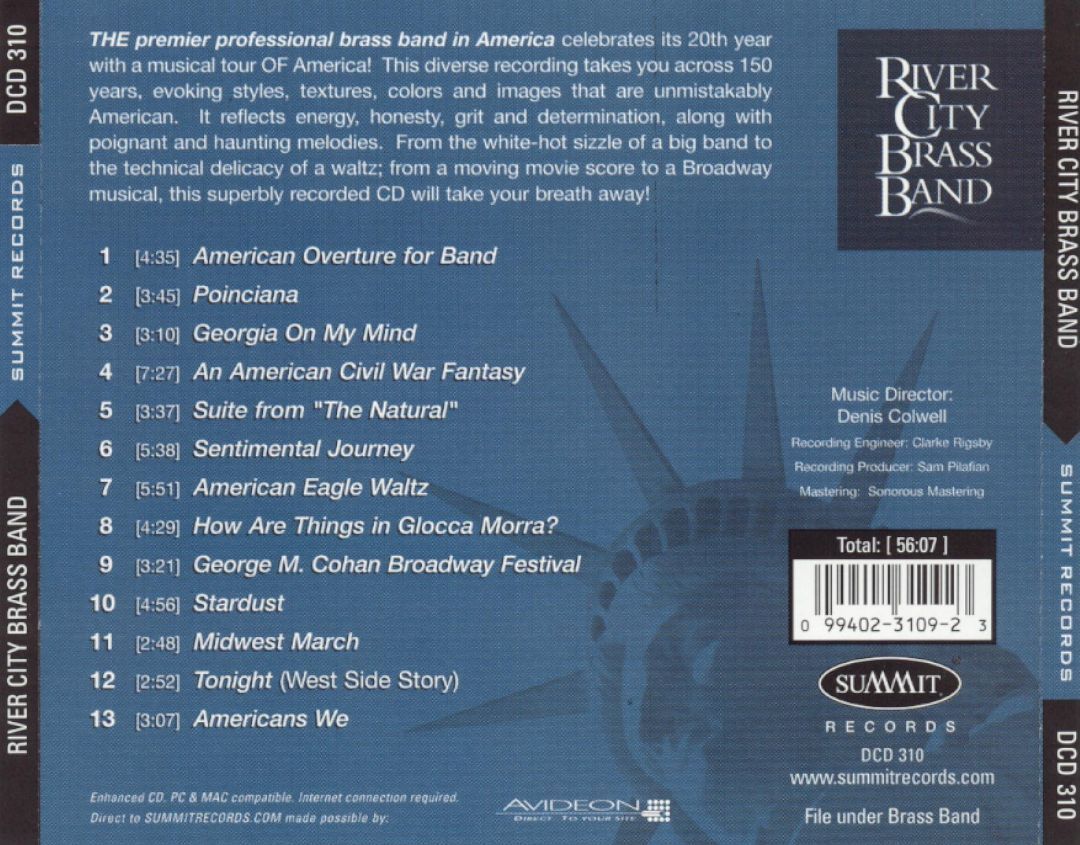 THE premier professional brass band in America celebrates its 20th year
with a musical tour OF America! This diverse recording takes you across 150
years, evoking styles, textures, colors and images that are unmistakably
American. It reflects energy, honesty, grit and determination, along with
poignant and haunting melodies. From the white-hot sizzle of a big band to
the technical delicacy of a waltz; from a moving movie score to a Broadway
musical, this superbly recorded CD will take your breath away!
1 [4:35] American Overture for Band
2 [3:45] Poinciana
3 [3:10] Georgia On My Mind
4 [7:27] An American Civil War Fantasy
5 [3:37] Suite from "The Natural"
6 [5:38] Sentimental Journey
7 [5:51] American Eagle Waltz
8 [4:29] How Are Things in Glocca Morra?
9 [3:21] George M. Cohan Broadway Festival
10 [4:56] Stardust
11 [2:48] Midwest March
12 [2:52] Tonight (West Side Story)
13 [3:07] Americans We
Enhanced CD. PC & MAC compatible. Internet connection required.
Direct to SUMMITRECORDS.COM made possible by:
AVIDEON
DIRECT TO YOUR SITE
RIVER
CITY
BRASS
BAND
Music Director:
Denis Colwell
Recording Engineer: Clarke Rigsby
Recording Producer: Sam Pilafian
Mastering: Sonorous Mastering
Total: [ 56:07 ]
0 99402-3109-2 3
SUMMIT
RECORDS
DCD 310
www.summitrecords.com
File under Brass Band
RIVER CITY BRASS BAND
SUMMIT RECORDS
DCD 310
RIVER CITY BRASS BAND
SUMMIT RECORDS
DCD 310